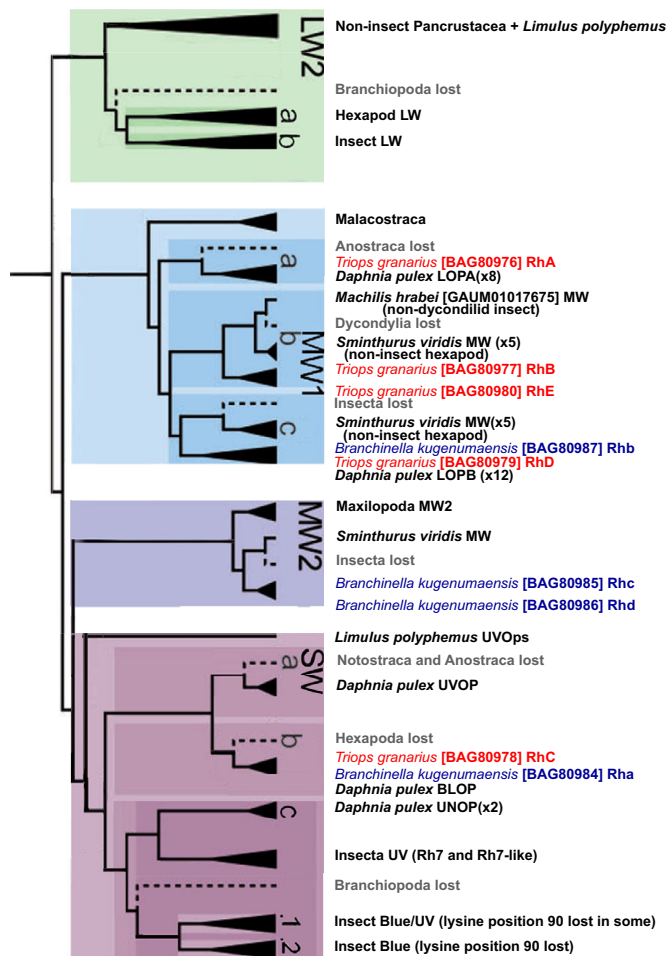 LW2
Non-insect Pancrustacea + Limulus polyphemus
Branchiopoda lost
a
Hexapod LW
b
Insect LW
MW1
Malacostraca
Anostraca lost
a
Triops granarius [BAG80976] RhA
Daphnia pulex LOPA(x8)
Machilis hrabei [GAUM01017675] MW
(non-dycondilid insect)
Dycondylia lost
b
Sminthurus viridis MW (x5)
(non-insect hexapod)
Triops granarius [BAG80977] RhB
Triops granarius [BAG80980] RhE
Insecta lost
c
Sminthurus viridis MW(x5)
(non-insect hexapod)
Branchinella kugenumaensis [BAG80987] Rhb
Triops granarius [BAG80979] RhD
Daphnia pulex LOPB (x12)
MW2
Maxilopoda MW2
Sminthurus viridis MW
Insecta lost
Branchinella kugenumaensis [BAG80985] Rhc
Branchinella kugenumaensis [BAG80986] Rhd
SW
Limulus polyphemus UVOps
a
Notostraca and Anostraca lost
Daphnia pulex UVOP
b
Hexapoda lost
Triops granarius [BAG80978] RhC
Branchinella kugenumaensis [BAG80984] Rha
Daphnia pulex BLOP
c
Daphnia pulex UNOP(x2)
Insecta UV (Rh7 and Rh7-like)
Branchiopoda lost
.1
Insect Blue/UV (lysine position 90 lost in some)
.2
Insect Blue (lysine position 90 lost)